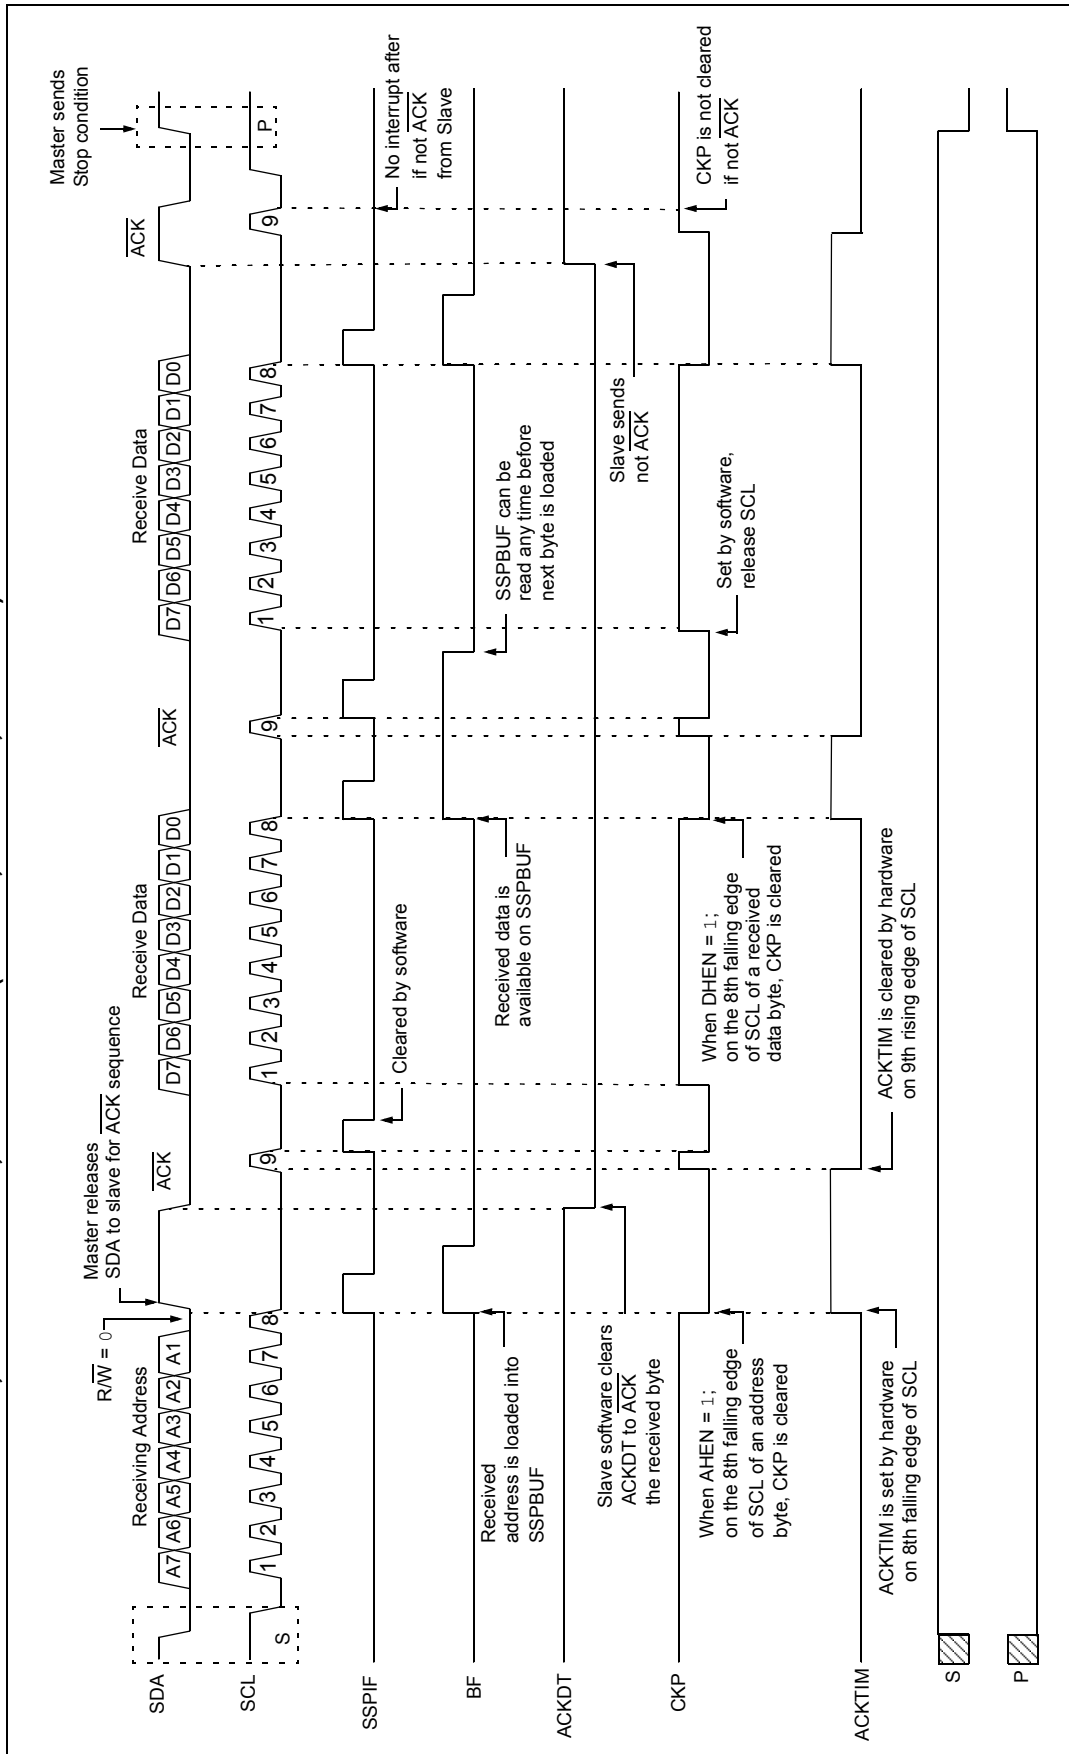 Master sends
Stop condition
Master releases
SDA to slave for ACK sequence
R/W = 0
Receiving Address
ACK
Receive Data
ACK
Receive Data
ACK
SDA
A7 A6 A5 A4 A3 A2 A1
D7 D6 D5 D4 D3 D2 D1 D0
D7 D6 D5 D4 D3 D2 D1 D0
SCL
S
1 2 3 4 5 6 7 8 9
1 2 3 4 5 6 7 8 9
1 2 3 4 5 6 7 8 9
P
SSPIF
Cleared by software
No interrupt after
if not ACK
from Slave
BF
Received
address is loaded into
SSPBUF
Received data is
available on SSPBUF
SSPBUF can be
read any time before
next byte is loaded
ACKDT
Slave software clears
ACKDT to ACK
the received byte
Slave sends
not ACK
CKP
When AHEN = 1;
on the 8th falling edge
of SCL of an address
byte, CKP is cleared
When DHEN = 1;
on the 8th falling edge
of SCL of a received
data byte, CKP is cleared
Set by software,
release SCL
CKP is not cleared
if not ACK
ACKTIM
ACKTIM is set by hardware
on 8th falling edge of SCL
ACKTIM is cleared by hardware
on 9th rising edge of SCL
S
P